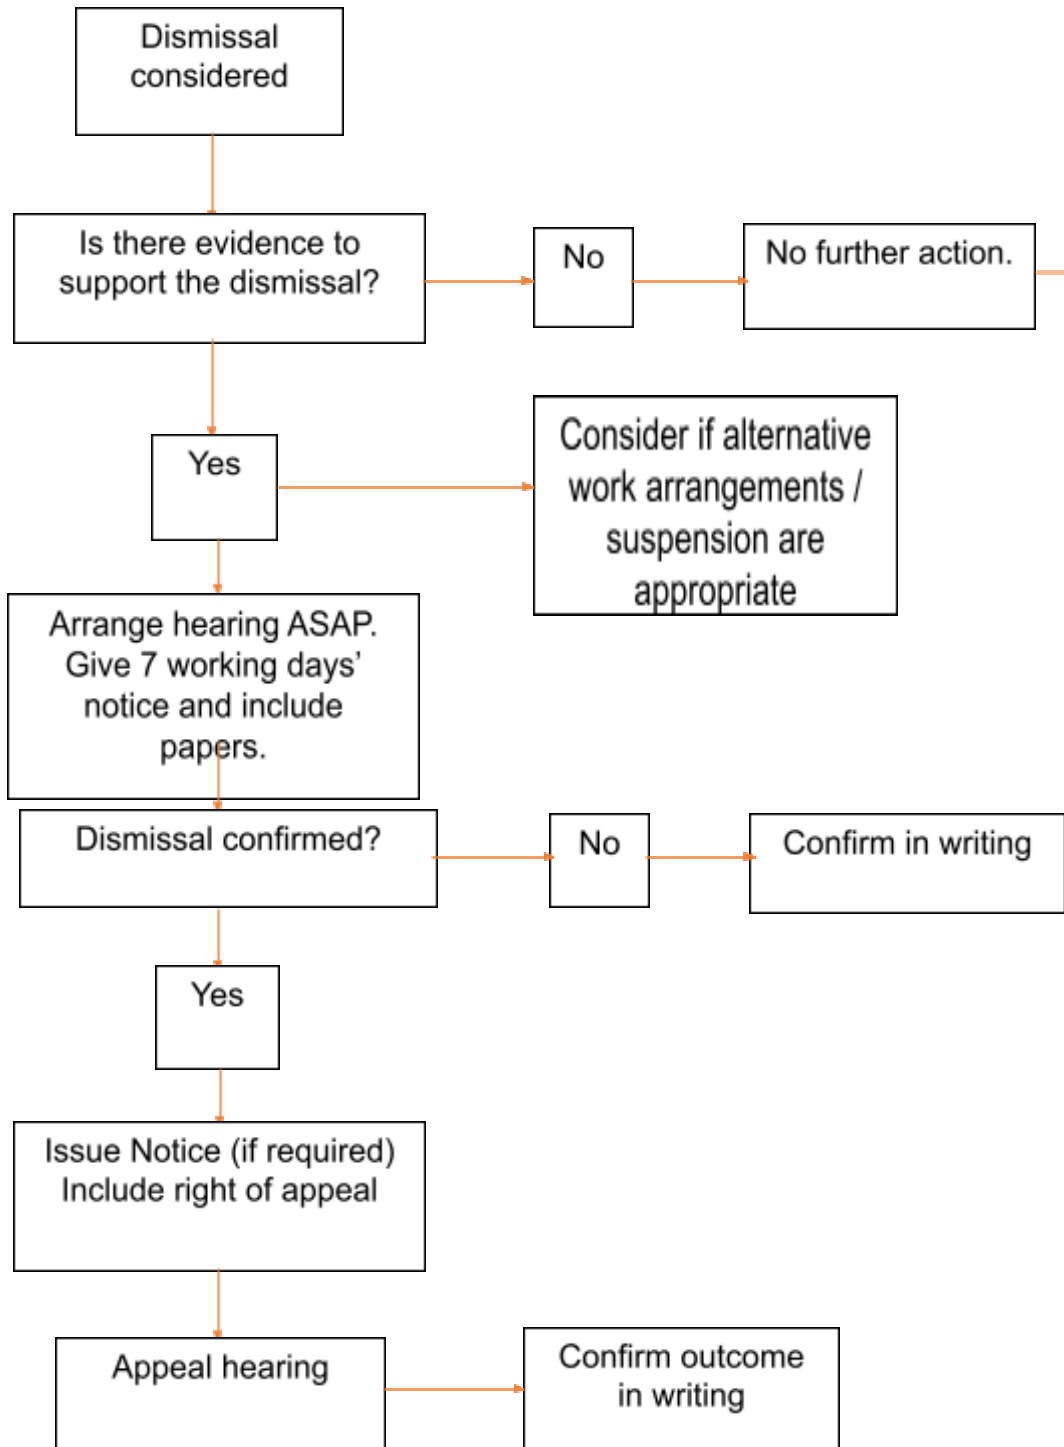 Dismissal
considered
Is there evidence to
support the dismissal?
No
No further action.
Yes
Consider if alternative
work arrangements /
suspension are
appropriate
Arrange hearing ASAP.
Give 7 working days’
notice and include
papers.
Dismissal confirmed?
No
Confirm in writing
Yes
Issue Notice (if required)
Include right of appeal
Appeal hearing
Confirm outcome
in writing